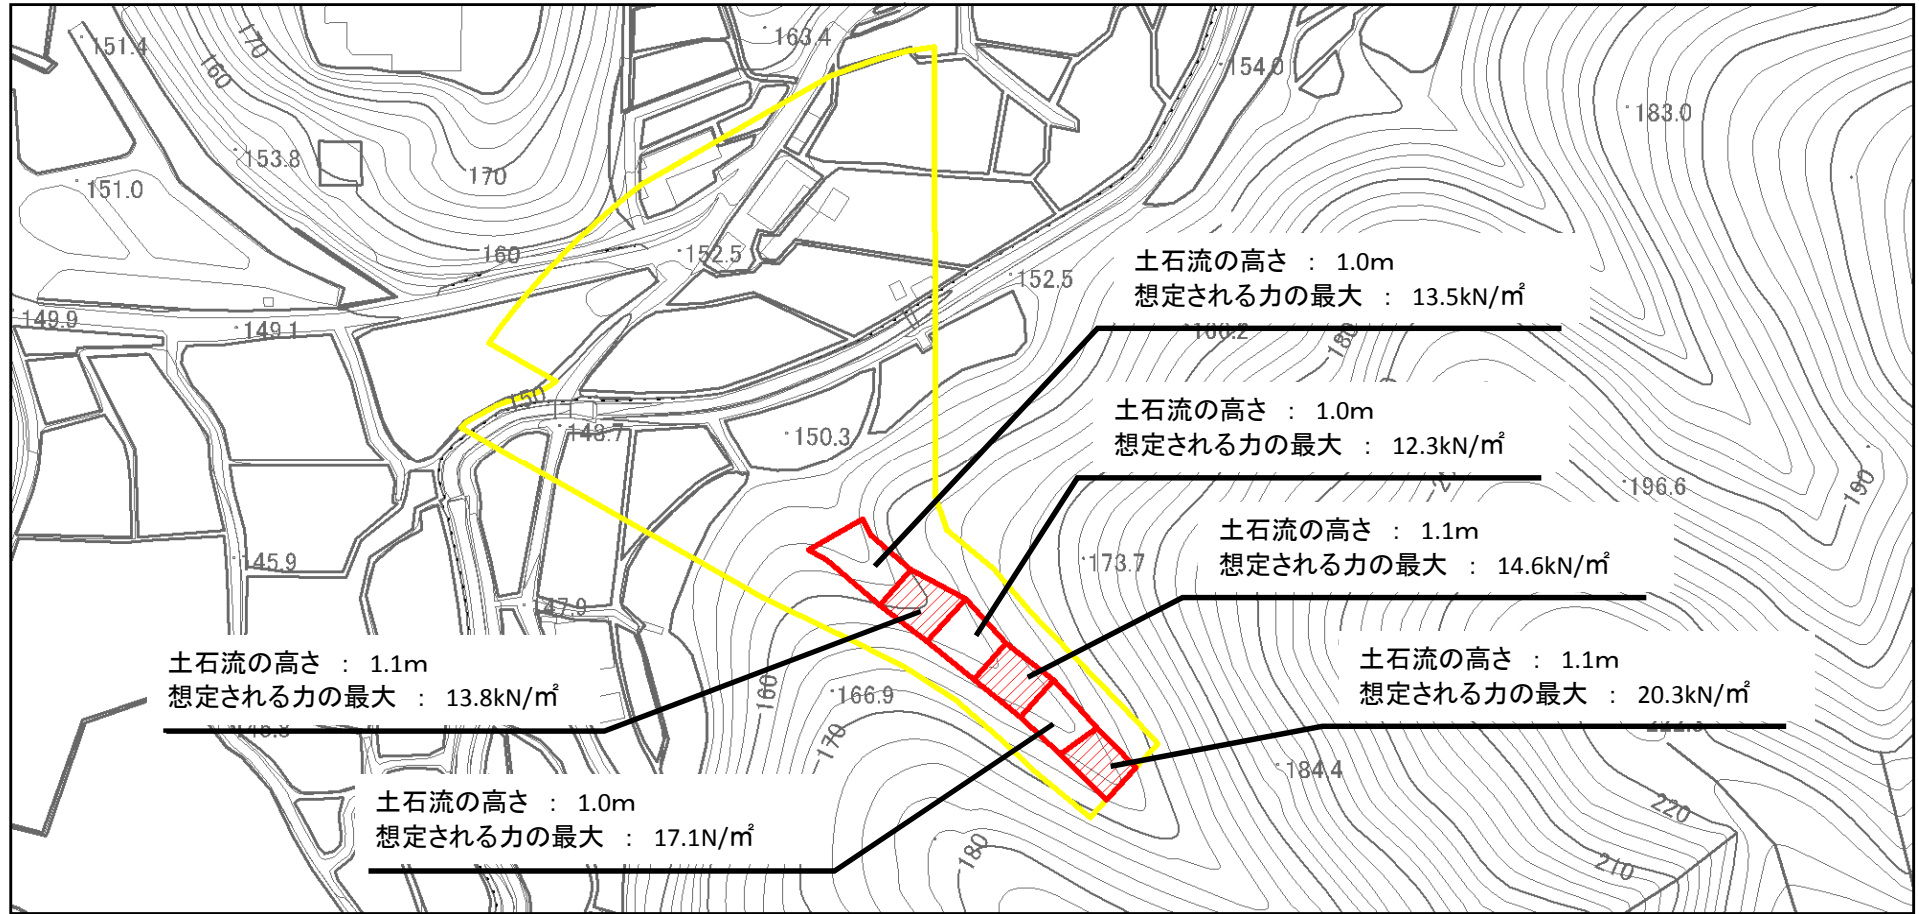 151.4
170
160
163.4
154.0
183.0
153.8
170
151.0
160
152.5
152.5
土石流の高さ : 1.0m
想定される力の最大 : 13.5kN/㎡
149.9
149.1
180
150
148.7
150.3
土石流の高さ : 1.0m
想定される力の最大 : 12.3kN/㎡
196.6
190
土石流の高さ : 1.1m
想定される力の最大 : 14.6kN/㎡
173.7
145.9
土石流の高さ : 1.1m
想定される力の最大 : 13.8kN/㎡
160
166.9
170
土石流の高さ : 1.1m
想定される力の最大 : 20.3kN/㎡
184.4
土石流の高さ : 1.0m
想定される力の最大 : 17.1N/㎡
180
220
210